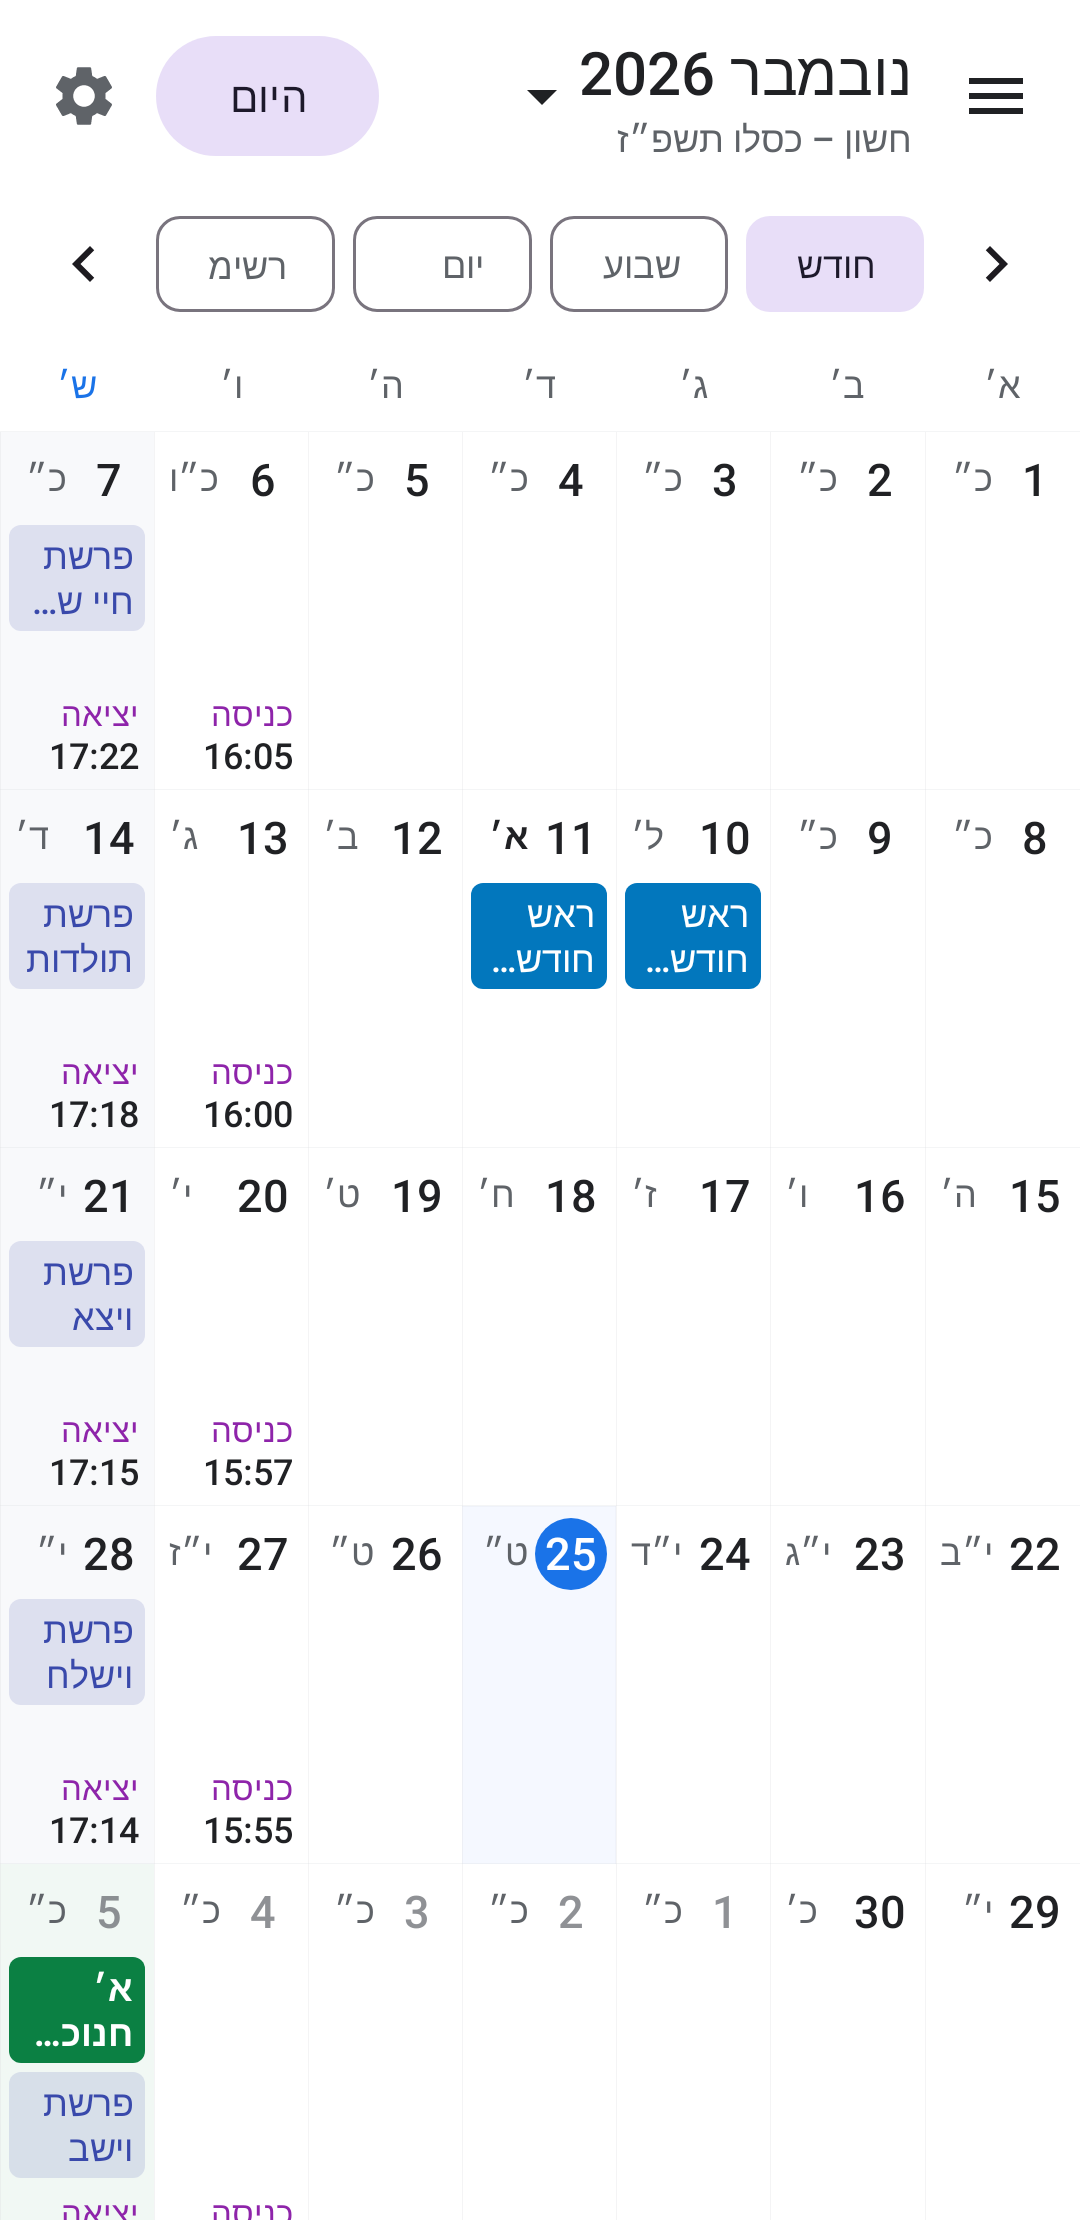 נובמבר 2026
חשון – כסלו תשפ״ז
היום
חודש
שבוע
יום
רשימ
א׳ ב׳ ג׳ ד׳ ה׳ ו׳ ש׳
1 כ״ 2 כ״ 3 כ״ 4 כ״ 5 כ״ 6 כ״ו 7 כ״
פרשת
חיי ש...
כניסה יציאה
16:05 17:22
8 כ״ 9 כ״ 10 ל׳ 11 א׳ 12 ב׳ 13 ג׳ 14 ד׳
ראש ראש פרשת
חודש... חודש... תולדות
כניסה יציאה
16:00 17:18
15 ה׳ 16 ו׳ 17 ז׳ 18 ח׳ 19 ט׳ 20 י׳ 21 י״
פרשת
ויצא
כניסה יציאה
15:57 17:15
22 י״ב 23 י״ג 24 י״ד 25 ט״ 26 ט״ 27 י״ז 28 י״
פרשת
וישלח
כניסה יציאה
15:55 17:14
29 י״ 30 כ׳ 1 כ״ 2 כ״ 3 כ״ 4 כ״ 5 כ״
א׳
חנוכ...
פרשת
וישב
כניסה יציאה